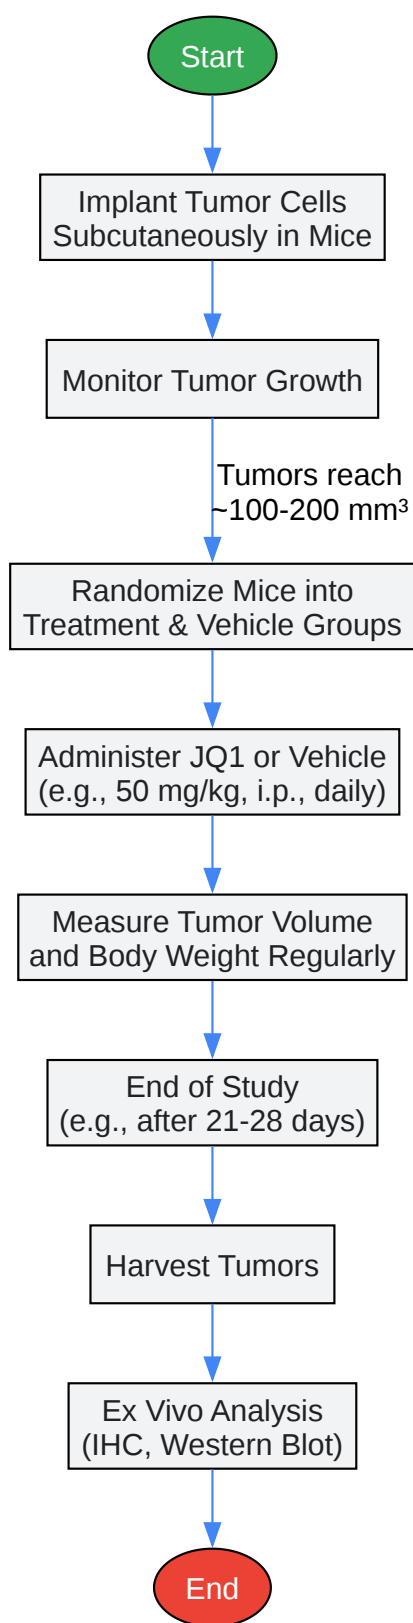 Start
Implant Tumor Cells
Subcutaneously in Mice
Monitor Tumor Growth
Tumors reach
~100-200 mm³
Randomize Mice into
Treatment & Vehicle Groups
Administer JQ1 or Vehicle
(e.g., 50 mg/kg, i.p., daily)
Measure Tumor Volume
and Body Weight Regularly
End of Study
(e.g., after 21-28 days)
Harvest Tumors
Ex Vivo Analysis
(IHC, Western Blot)
End